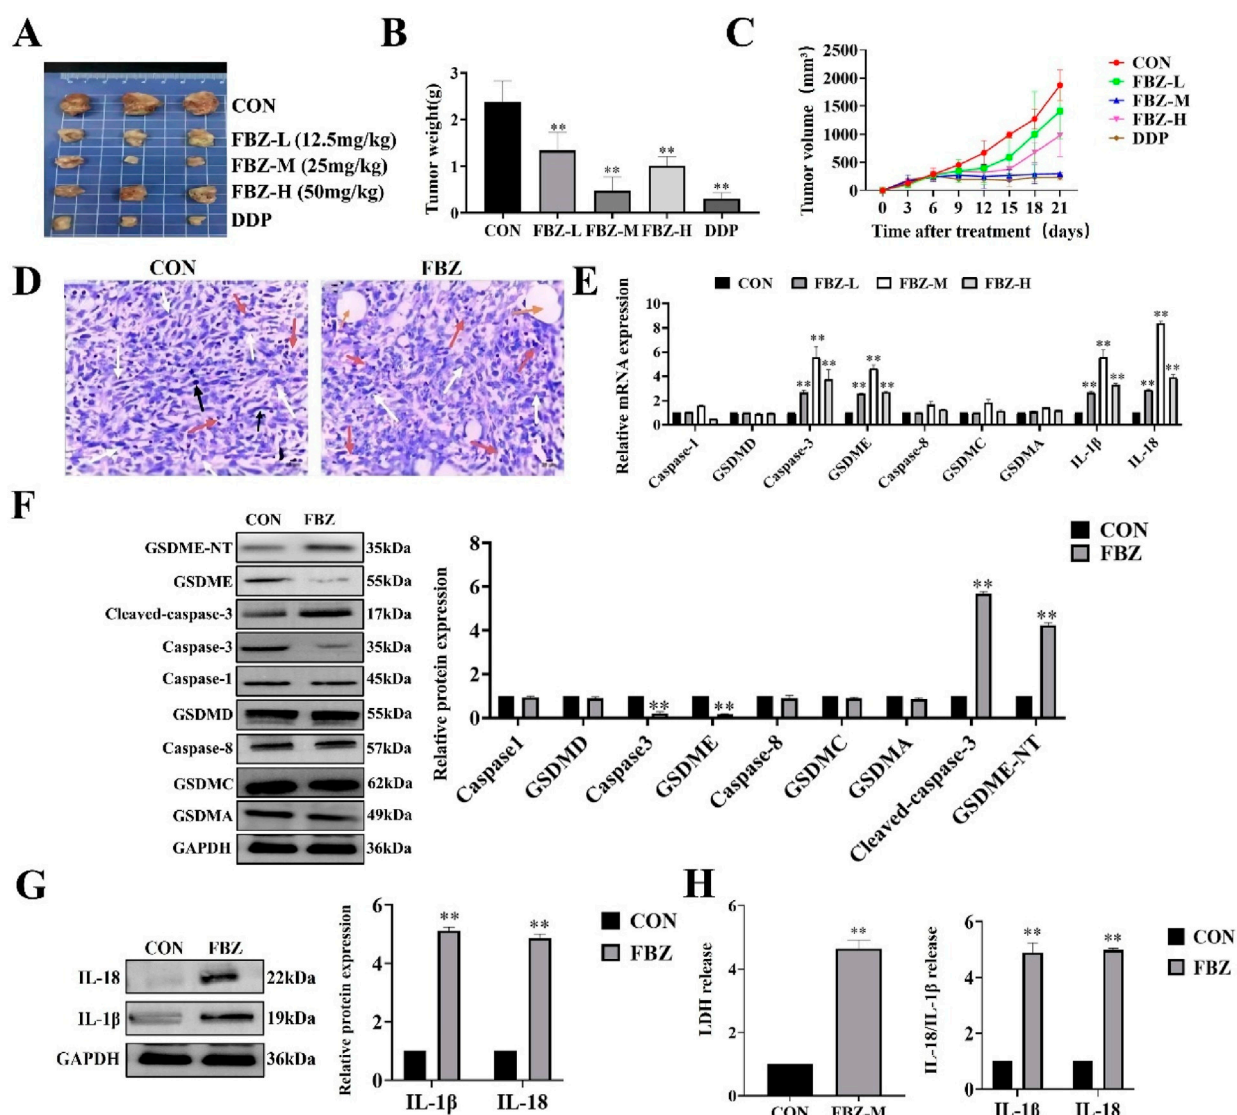 A
CON
FBZ-L (12.5mg/kg)
FBZ-M (25mg/kg)
FBZ-H (50mg/kg)
DDP
B
Tumor weight(g)
3
2
1
0
**
**
**
**
CON FBZ-L FBZ-M FBZ-H DDP
C
Tumor volume (mm³)
2500
2000
1500
1000
500
0
0 3 6 9 12 15 18 21
Time after treatment (days)
CON
FBZ-L
FBZ-M
FBZ-H
DDP
D
CON
FBZ
E
CON FBZ-L FBZ-M FBZ-H
Relative mRNA expression
10
8
6
4
2
0
** ** **
** ** **
** ** **
** ** **
Caspase-1 GSDMD Caspase-3 GSDME Caspase-8 GSDMC GSDMA IL-1β IL-18
F
CON FBZ
GSDME-NT 35kDa
GSDME 55kDa
Cleaved-caspase-3 17kDa
Caspase-3 35kDa
Caspase-1 45kDa
GSDMD 55kDa
Caspase-8 57kDa
GSDMC 62kDa
GSDMA 49kDa
GAPDH 36kDa
Relative protein expression
8
6
4
2
0
**
**
**
**
CON
FBZ
Caspase1 GSDMD Caspase3 GSDME Caspase-8 GSDMC GSDMA Cleaved-caspase-3 GSDME-NT
G
CON FBZ
IL-18 22kDa
IL-1β 19kDa
GAPDH 36kDa
Relative protein expression
6
4
2
0
**
**
IL-1β IL-18
CON
FBZ
H
LDH release
6
4
2
0
**
CON FBZ-M
IL-18/IL-1β release
6
4
2
0
**
**
IL-1β IL-18
CON
FBZ